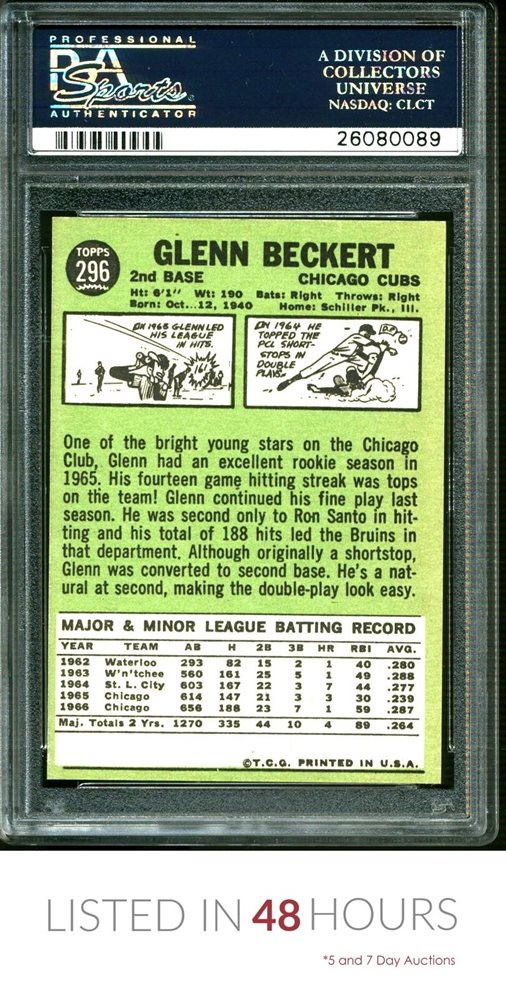 PROFESSIONAL
PSA
Sports
AUTHENTICATOR
A DIVISION OF
COLLECTORS
UNIVERSE
NASDAQ: CLCT
26080089
TOPPS
296
GLENN BECKERT
2nd BASE CHICAGO CUBS
Ht: 6'1" Wt: 190 Bats: Right Throws: Right
Born: Oct...12, 1940 Home: Schiller Pk., Ill.
IN 1965 GLENN LED
HIS LEAGUE
IN HITS.
161
IN 1964 HE
TOPPED THE
PCL SHORT-
STOPS IN
DOUBLE
PLAYS.
One of the bright young stars on the Chicago
Club, Glenn had an excellent rookie season in
1965. His fourteen game hitting streak was tops
on the team! Glenn continued his fine play last
season. He was second only to Ron Santo in hit-
ting and his total of 188 hits led the Bruins in
that department. Although originally a shortstop,
Glenn was converted to second base. He's a nat-
ural at second, making the double-play look easy.
MAJOR & MINOR LEAGUE BATTING RECORD
YEAR TEAM AB H 2B 3B HR RBI AVG.
1962 Waterloo 293 82 15 2 1 40 .280
1963 W'n'tchee 560 161 25 5 1 49 .288
1964 St. L. City 603 167 22 3 7 44 .277
1965 Chicago 614 147 21 3 3 30 .239
1966 Chicago 656 188 23 7 1 59 .287
Maj. Totals 2 Yrs. 1270 335 44 10 4 89 .264
©T.C.G. PRINTED IN U.S.A.
LISTED IN 48 HOURS
*5 and 7 Day Auctions